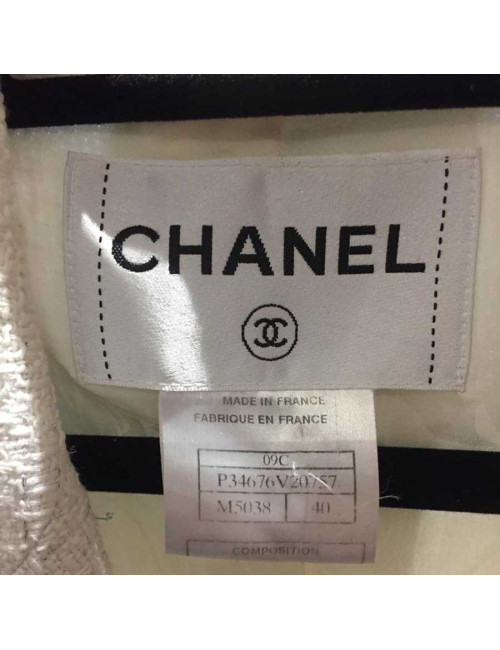 CHANEL
MADE IN FRANCE
FABRIQUE EN FRANCE
09C
P34676V20757
M5038 40
COMPOSITION